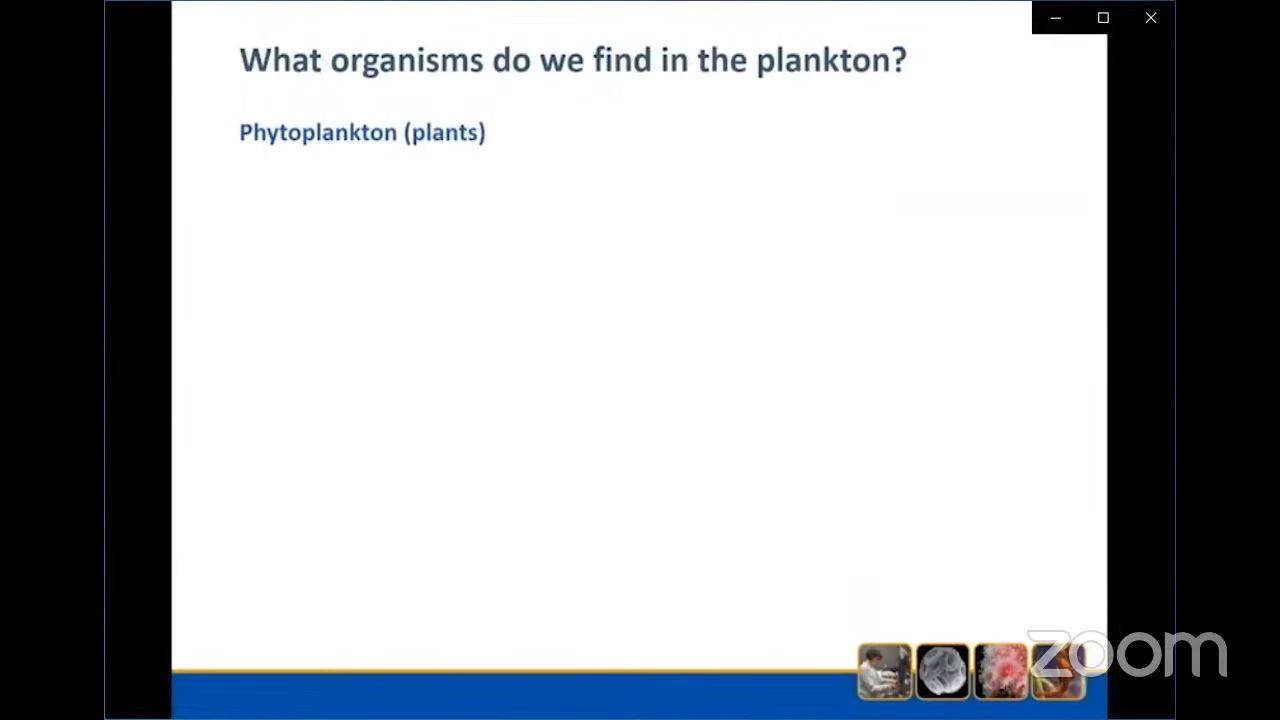 What organisms do we find in the plankton?
Phytoplankton (plants)
zoom